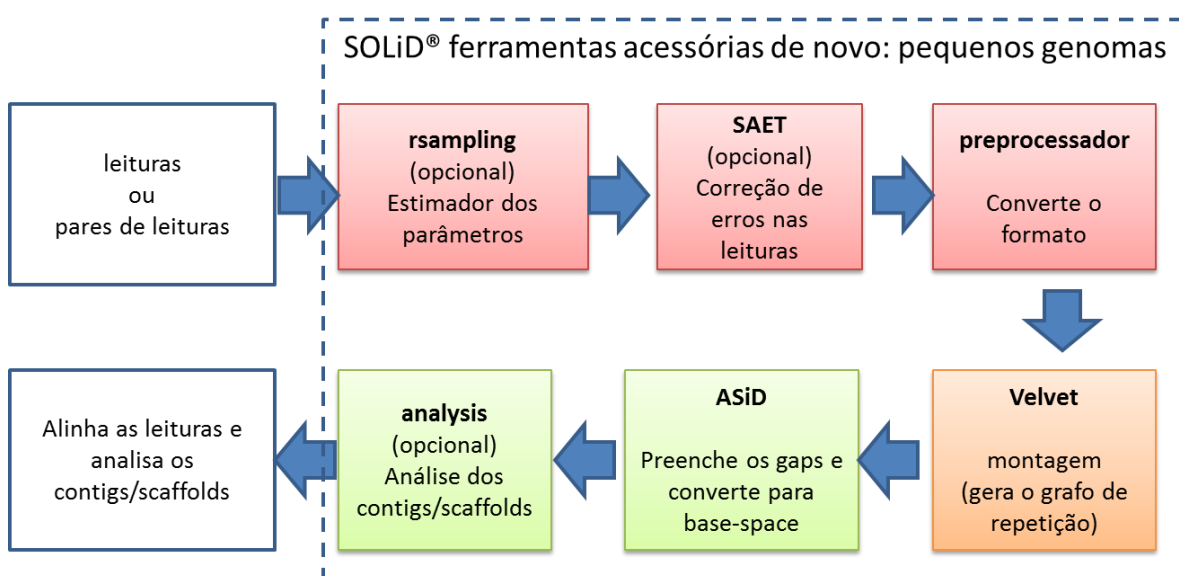 SOLiD® ferramentas acessórias de novo: pequenos genomas
leituras
ou
pares de leituras
rsampling
(opcional)
Estimador dos
parâmetros
SAET
(opcional)
Correção de
erros nas
leituras
preprocessador
Converte o
formato
Velvet
montagem
(gera o grafo de
repetição)
ASiD
Preenche os gaps e
converte para
base-space
analysis
(opcional)
Análise dos
contigs/scaffolds
Alinha as leituras e
analisa os
contigs/scaffolds